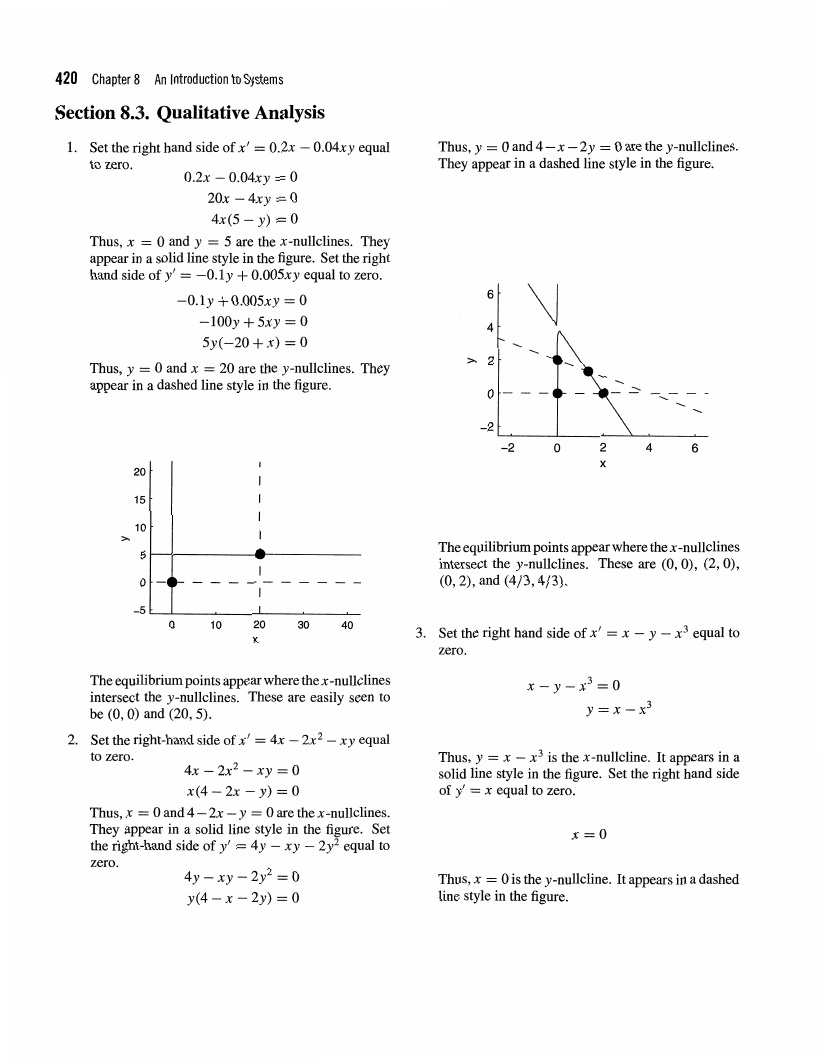 420 Chapter 8 An Introduction to Systems
Section 8.3. Qualitative Analysis
1. Set the right hand side of x′ = 0.2x − 0.04xy equal
to zero.
0.2x − 0.04xy = 0
20x − 4xy = 0
4x(5 − y) = 0
Thus, x = 0 and y = 5 are the x-nullclines. They
appear in a solid line style in the figure. Set the right
hand side of y′ = −0.1y + 0.005xy equal to zero.
−0.1y + 0.005xy = 0
−100y + 5xy = 0
5y(−20 + x) = 0
Thus, y = 0 and x = 20 are the y-nullclines. They
appear in a dashed line style in the figure.
20
15
10
5
0
−5
y
0 10 20 30 40
x
The equilibrium points appear where the x-nullclines
intersect the y-nullclines. These are easily seen to
be (0, 0) and (20, 5).
2. Set the right-hand side of x′ = 4x − 2x² − xy equal
to zero.
4x − 2x² − xy = 0
x(4 − 2x − y) = 0
Thus, x = 0 and 4 − 2x − y = 0 are the x-nullclines.
They appear in a solid line style in the figure. Set
the right-hand side of y′ = 4y − xy − 2y² equal to
zero.
4y − xy − 2y² = 0
y(4 − x − 2y) = 0
Thus, y = 0 and 4 − x − 2y = 0 are the y-nullclines.
They appear in a dashed line style in the figure.
6
4
2
0
−2
y
−2 0 2 4 6
x
The equilibrium points appear where the x-nullclines
intersect the y-nullclines. These are (0, 0), (2, 0),
(0, 2), and (4/3, 4/3).
3. Set the right hand side of x′ = x − y − x³ equal to
zero.
x − y − x³ = 0
y = x − x³
Thus, y = x − x³ is the x-nullcline. It appears in a
solid line style in the figure. Set the right hand side
of y′ = x equal to zero.
x = 0
Thus, x = 0 is the y-nullcline. It appears in a dashed
line style in the figure.